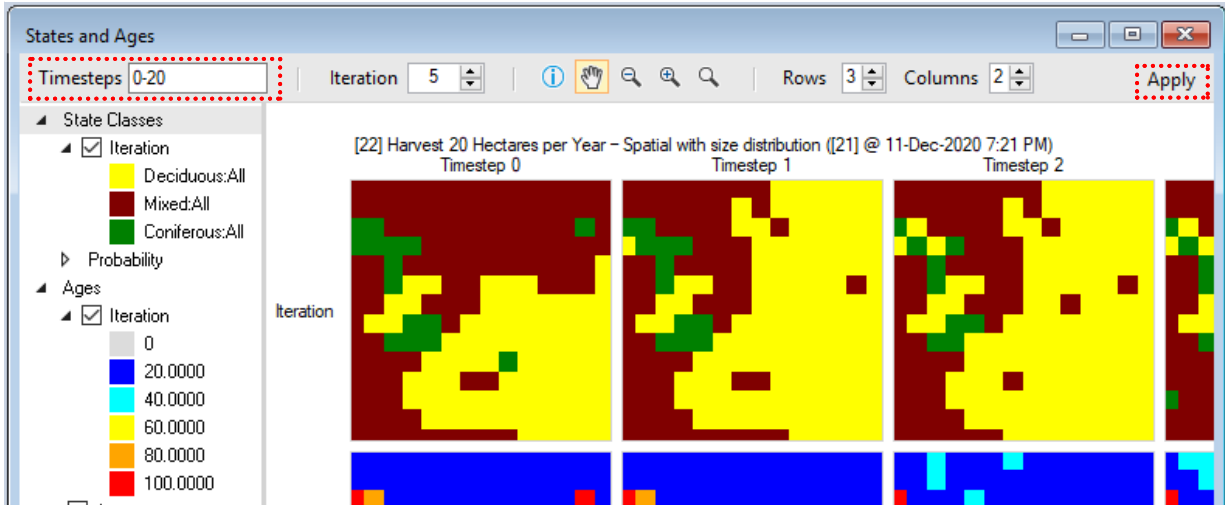 States and Ages
Timesteps 0-20 Iteration 5 Rows 3 Columns 2 Apply
State Classes
Iteration
Deciduous:All
Mixed:All
Coniferous:All
Probability
Ages
Iteration
0
20.0000
40.0000
60.0000
80.0000
100.0000
[22] Harvest 20 Hectares per Year – Spatial with size distribution ([21] @ 11-Dec-2020 7:21 PM)
Timestep 0 Timestep 1 Timestep 2
Iteration